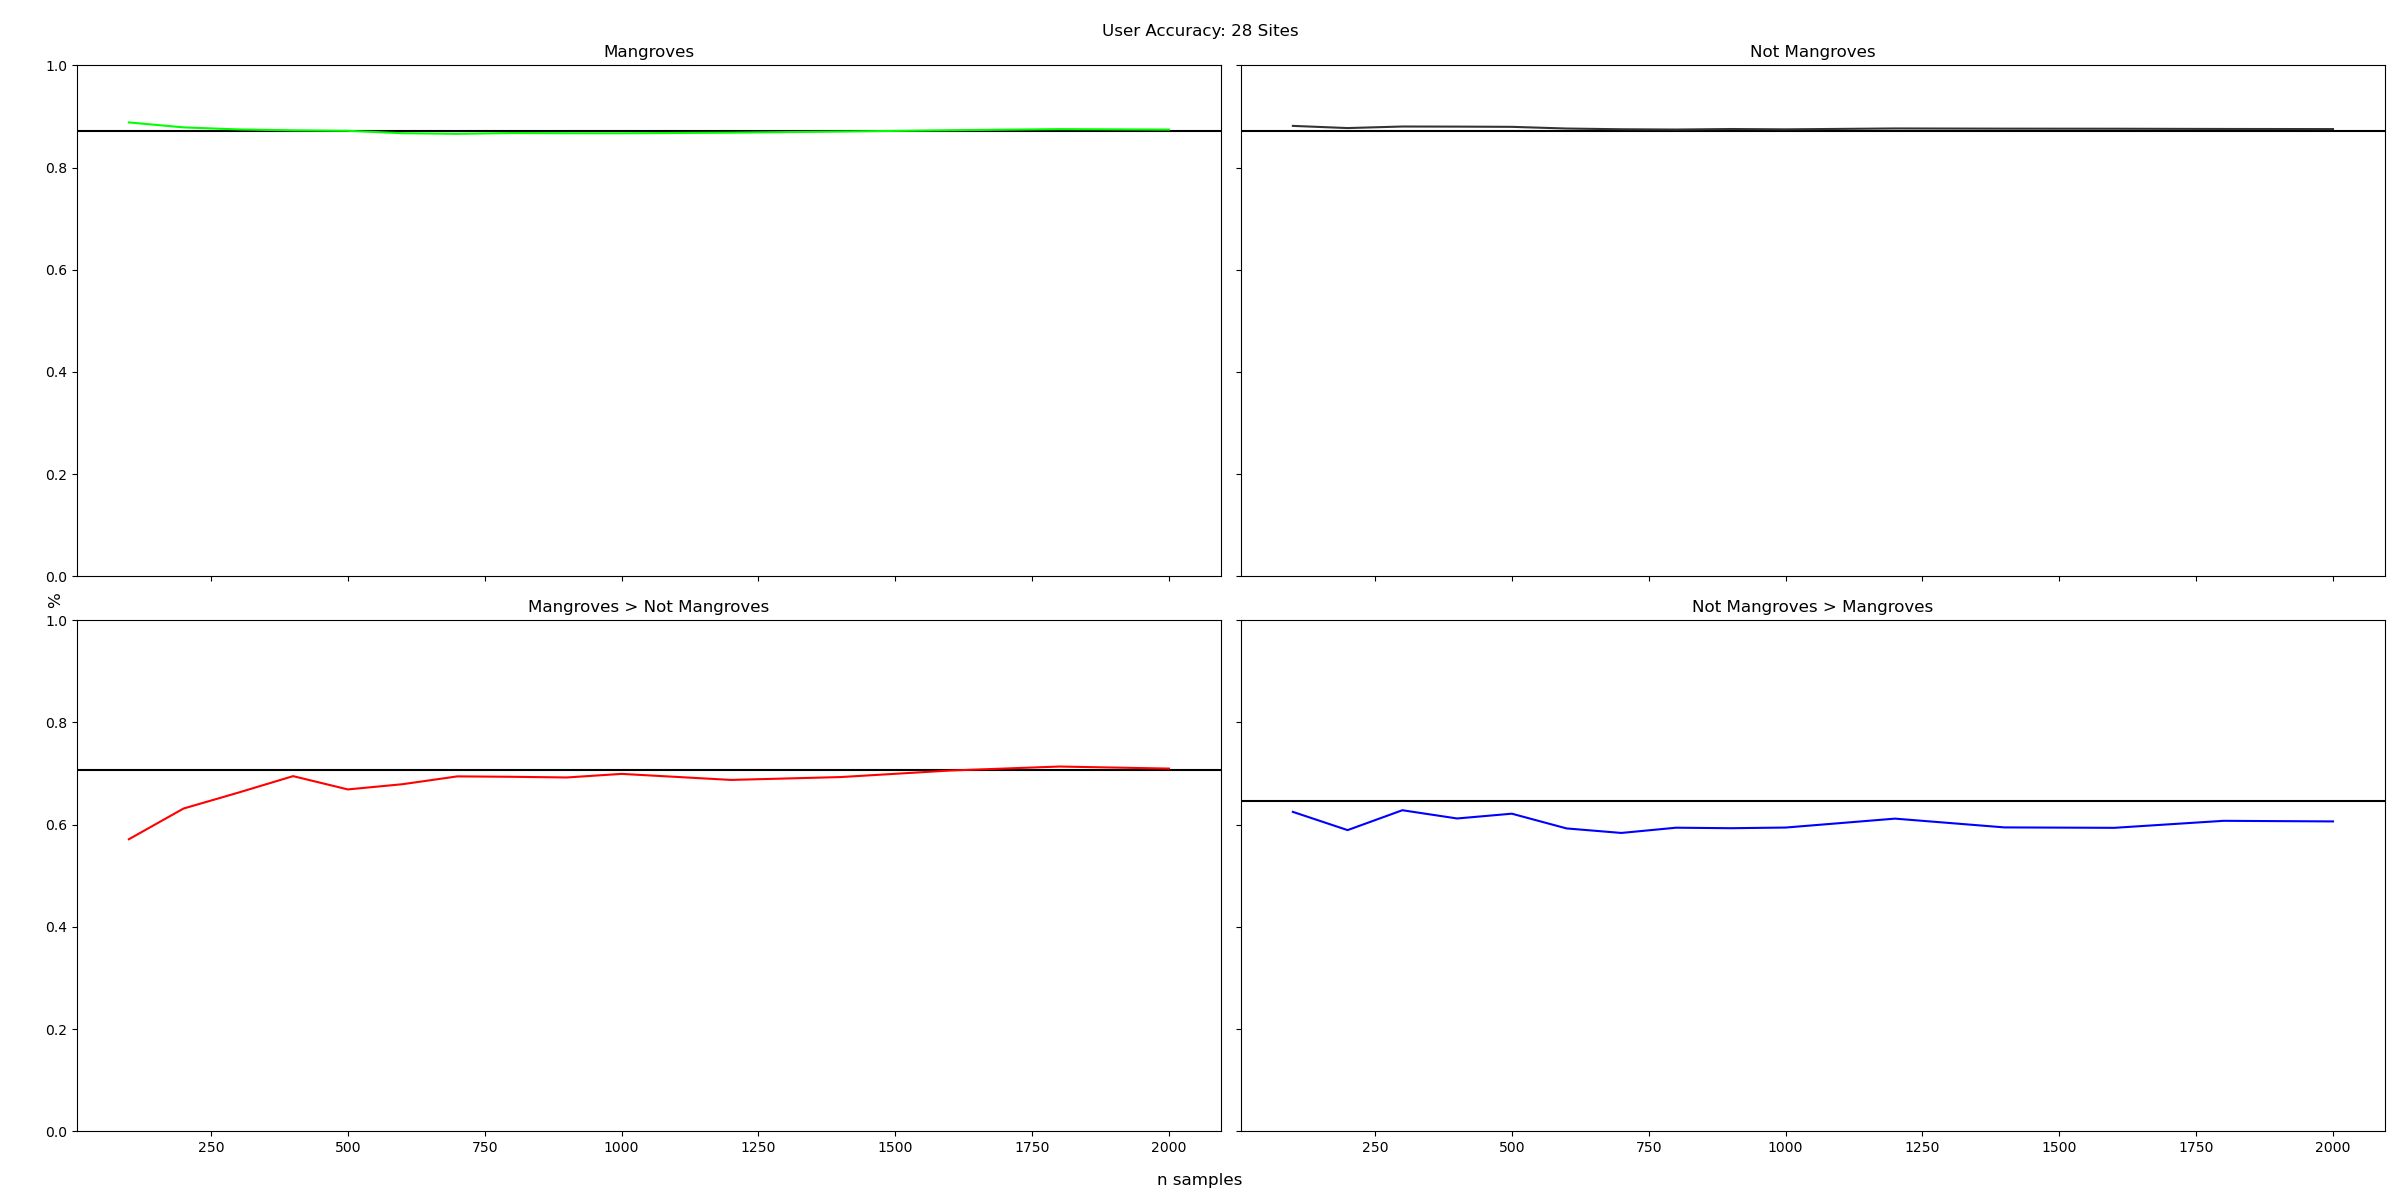 User Accuracy: 28 Sites
Mangroves
Not Mangroves
1.0
0.8
0.6
0.4
0.2
0.0
%
Mangroves > Not Mangroves
Not Mangroves > Mangroves
1.0
0.8
0.6
0.4
0.2
0.0
250 500 750 1000 1250 1500 1750 2000
250 500 750 1000 1250 1500 1750 2000
n samples